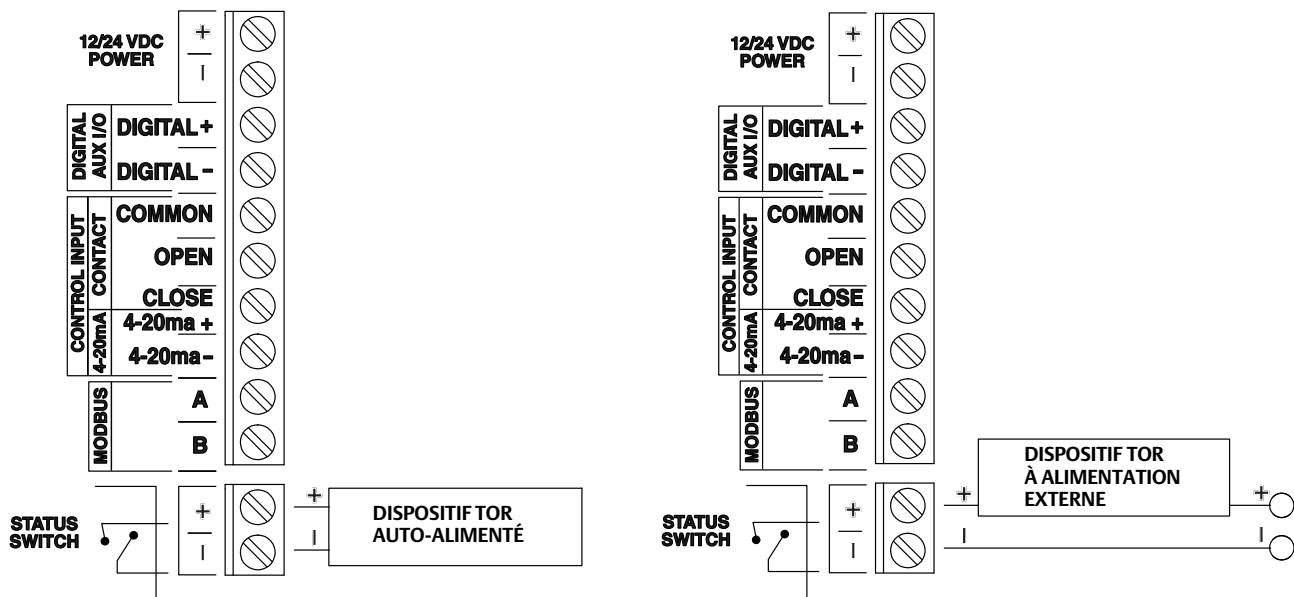 12/24 VDC
POWER
+
–
DIGITAL
AUX I/O
DIGITAL+
DIGITAL-
CONTROL INPUT
CONTACT
COMMON
OPEN
CLOSE
4-20mA
4-20ma +
4-20ma-
MODBUS
A
B
STATUS
SWITCH
+
–
+
–
DISPOSITIF TOR
AUTO-ALIMENTÉ
12/24 VDC
POWER
+
–
DIGITAL
AUX I/O
DIGITAL+
DIGITAL-
CONTROL INPUT
CONTACT
COMMON
OPEN
CLOSE
4-20mA
4-20ma +
4-20ma-
MODBUS
A
B
STATUS
SWITCH
+
–
+
–
DISPOSITIF TOR
À ALIMENTATION
EXTERNE
+
–